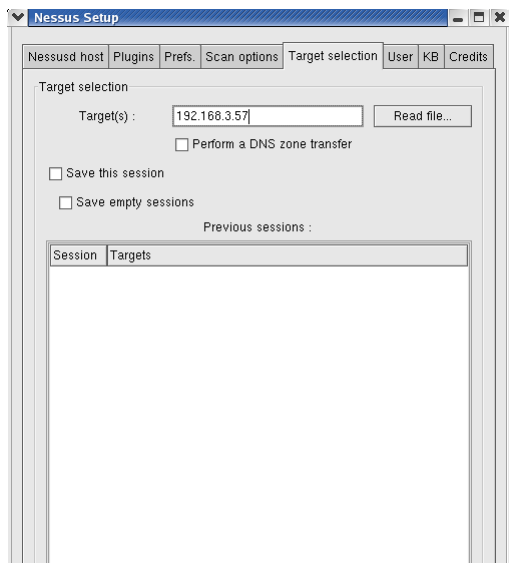 Nessus Setup
Nessusd host Plugins Prefs. Scan options Target selection User KB Credits
Target selection
Target(s) : 192.168.3.57 Read file...
Perform a DNS zone transfer
Save this session
Save empty sessions
Previous sessions :
Session Targets